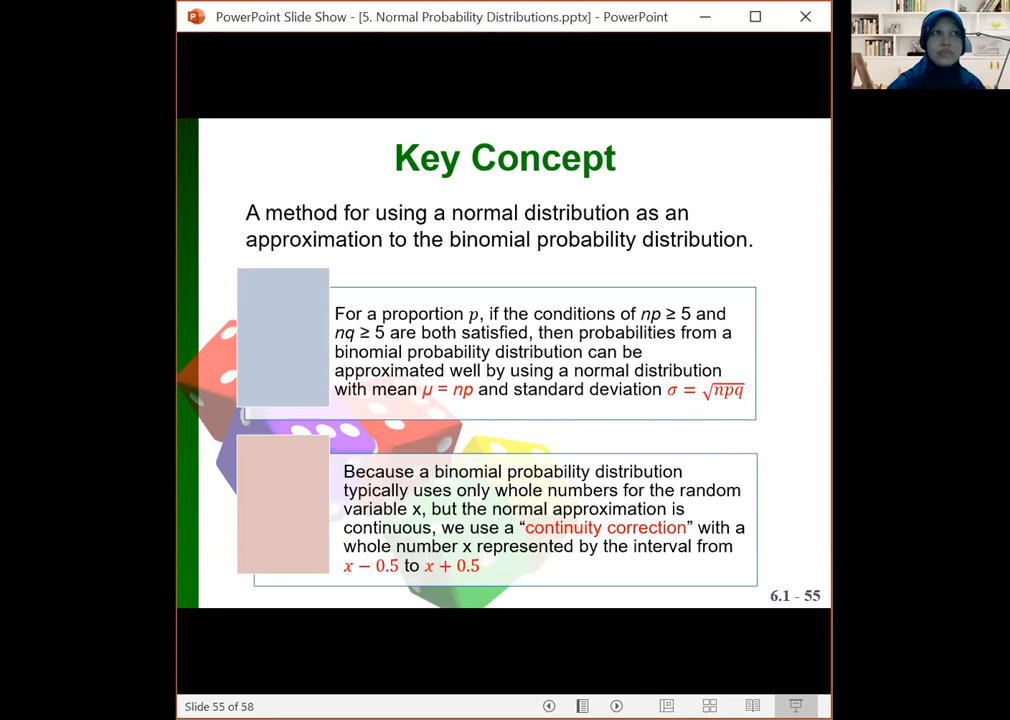 PowerPoint Slide Show - [5. Normal Probability Distributions.pptx] - PowerPoint
Key Concept
A method for using a normal distribution as an
approximation to the binomial probability distribution.
For a proportion p, if the conditions of np ≥ 5 and
nq ≥ 5 are both satisfied, then probabilities from a
binomial probability distribution can be
approximated well by using a normal distribution
with mean μ = np and standard deviation σ = √npq
Because a binomial probability distribution
typically uses only whole numbers for the random
variable x, but the normal approximation is
continuous, we use a “continuity correction” with a
whole number x represented by the interval from
x − 0.5 to x + 0.5
6.1 - 55
Slide 55 of 58